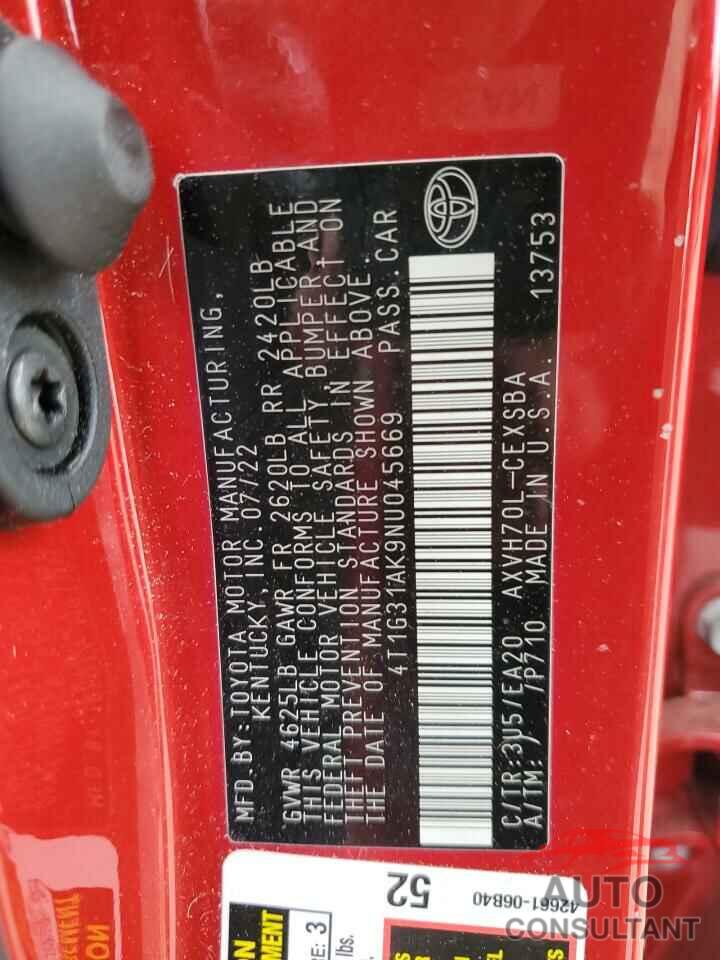 MFD. BY: TOYOTA MOTOR MANUFACTURING,
KENTUCKY, INC. 07/22
GVWR 4625LB GAWR FR 2620LB RR 2420LB
THIS VEHICLE CONFORMS TO ALL APPLICABLE
FEDERAL MOTOR VEHICLE SAFETY, BUMPER, AND
THEFT PREVENTION STANDARDS IN EFFECT ON
THE DATE OF MANUFACTURE SHOWN ABOVE.
4T1G31AK9NU045669 PASS. CAR
C/TR: 3U5/EA20 AXVH70L-CEXSBA
A/TM: /P710 MADE IN U.S.A. 13753
52
42661-06B40
3
lbs.
AUTO
CONSULTANT